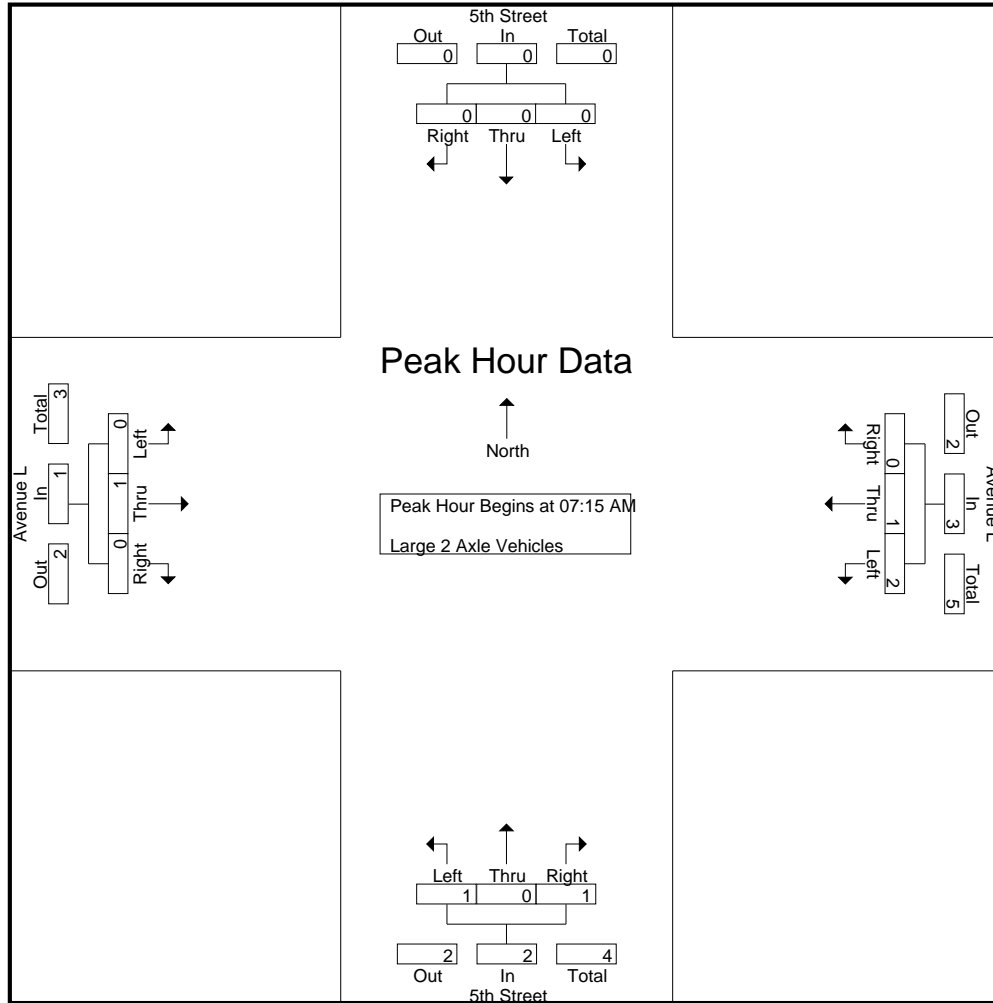 5th Street
Out In Total
0 0 0
0 0 0
Right Thru Left
Peak Hour Data
North
Peak Hour Begins at 07:15 AM
Large 2 Axle Vehicles
Avenue L
Total In Out
3 1 2
0 1 0
Left Thru Right
Avenue L
Out In Total
2 3 5
0 1 2
Right Thru Left
Left Thru Right
1 0 1
2 2 4
Out In Total
5th Street